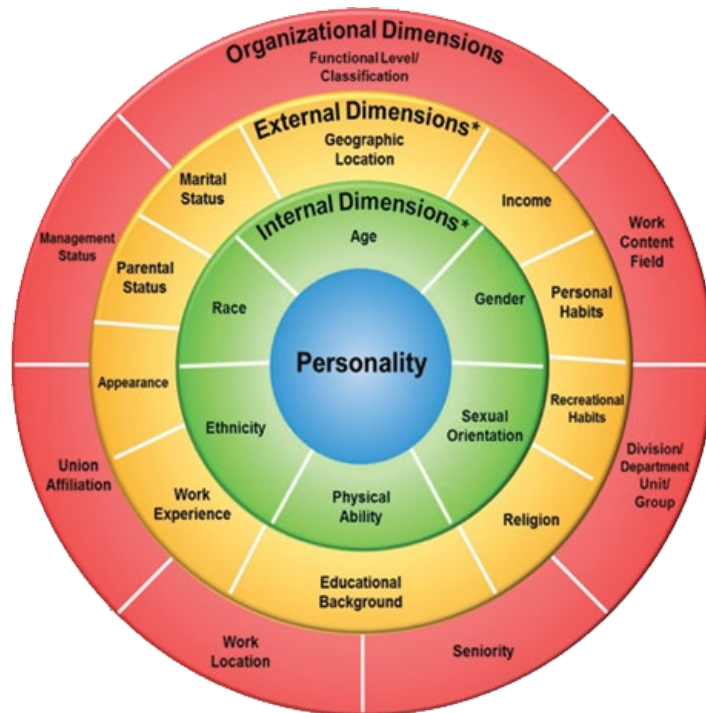 Organizational Dimensions
Functional Level/
Classification
External Dimensions*
Geographic
Location
Marital
Status
Income
Internal Dimensions*
Age
Management
Status
Work
Content
Field
Parental
Status
Race
Gender
Personal
Habits
Personality
Appearance
Ethnicity
Sexual
Orientation
Recreational
Habits
Union
Affiliation
Division/
Department
Unit/
Group
Work
Experience
Physical
Ability
Religion
Educational
Background
Work
Location
Seniority